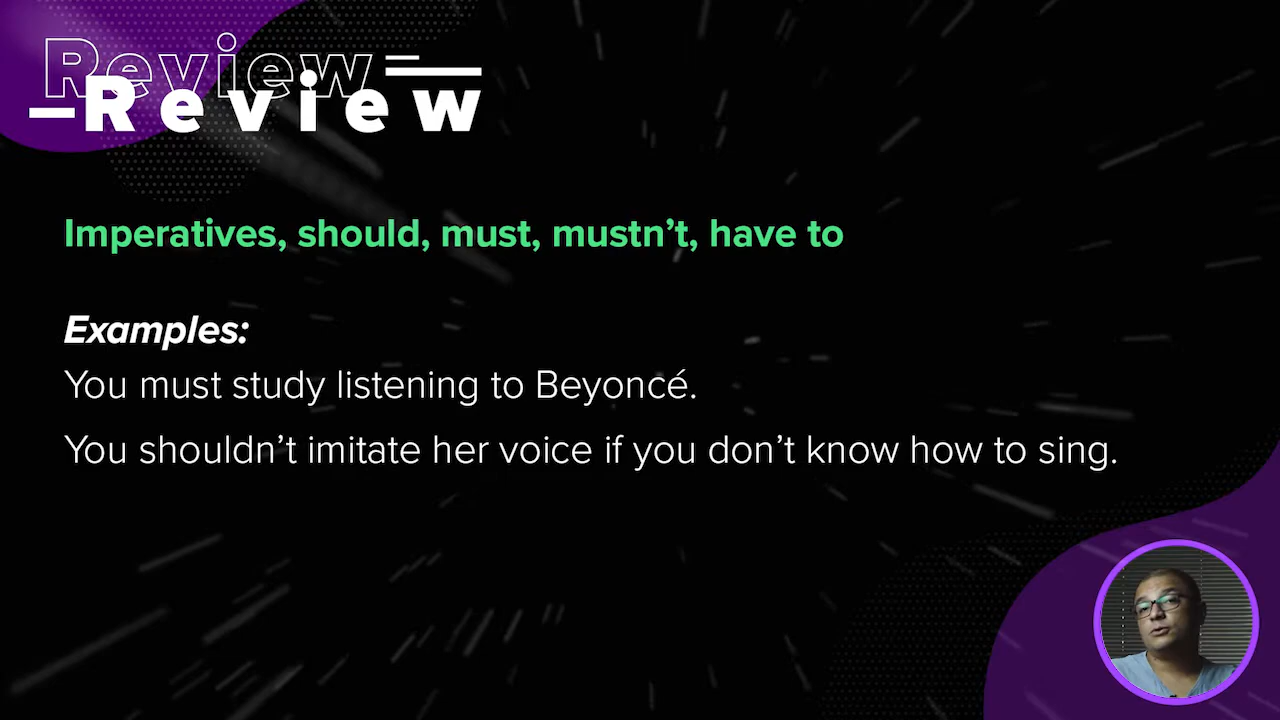 Review
Review
Imperatives, should, must, mustn’t, have to
Examples:
You must study listening to Beyoncé.
You shouldn’t imitate her voice if you don’t know how to sing.